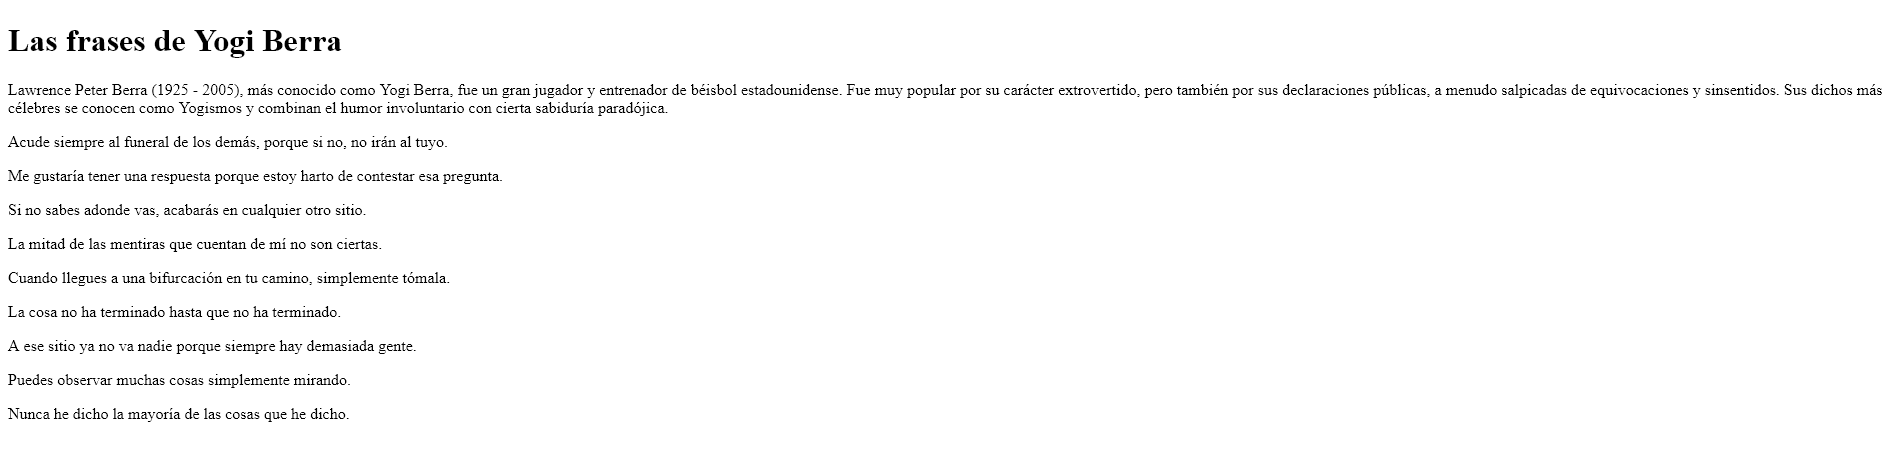 Las frases de Yogi Berra
Lawrence Peter Berra (1925 - 2005), más conocido como Yogi Berra, fue un gran jugador y entrenador de béisbol estadounidense. Fue muy popular por su carácter extrovertido, pero también por sus declaraciones públicas, a menudo salpicadas de equivocaciones y sinsentidos. Sus dichos más
célebres se conocen como Yogismos y combinan el humor involuntario con cierta sabiduría paradójica.
Acude siempre al funeral de los demás, porque si no, no irán al tuyo.
Me gustaría tener una respuesta porque estoy harto de contestar esa pregunta.
Si no sabes adonde vas, acabarás en cualquier otro sitio.
La mitad de las mentiras que cuentan de mí no son ciertas.
Cuando llegues a una bifurcación en tu camino, simplemente tómala.
La cosa no ha terminado hasta que no ha terminado.
A ese sitio ya no va nadie porque siempre hay demasiada gente.
Puedes observar muchas cosas simplemente mirando.
Nunca he dicho la mayoría de las cosas que he dicho.